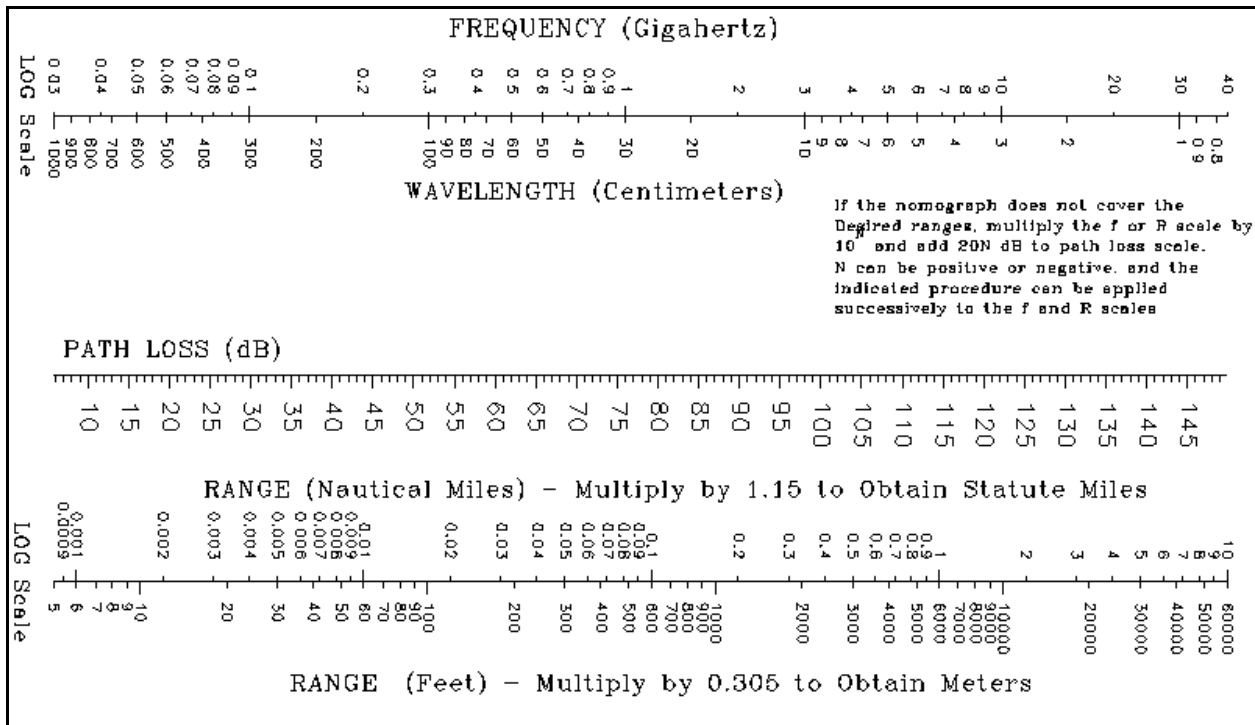 FREQUENCY (Gigahertz)
LOG Scale
0.03 0.04 0.05 0.06 0.07 0.08 0.09 0.1 0.2 0.3 0.4 0.5 0.6 0.7 0.8 0.9 1 2 3 4 5 6 7 8 9 10 20 30 40
1000 900 800 700 600 500 400 300 200 100 90 80 70 60 50 40 30 20 10 9 8 7 6 5 4 3 2 1 0.9 0.8
WAVELENGTH (Centimeters)
If the nomograph does not cover the
Desired ranges, multiply the f or R scale by
10^N and add 20N dB to path loss scale.
N can be positive or negative, and the
indicated procedure can be applied
successively to the f and R scales
PATH LOSS (dB)
10 15 20 25 30 35 40 45 50 55 60 65 70 75 80 85 90 95 100 105 110 115 120 125 130 135 140 145
RANGE (Nautical Miles) - Multiply by 1.15 to Obtain Statute Miles
LOG Scale
0.0009 0.001 0.002 0.003 0.004 0.005 0.006 0.007 0.008 0.009 0.01 0.02 0.03 0.04 0.05 0.06 0.07 0.08 0.09 0.1 0.2 0.3 0.4 0.5 0.6 0.7 0.8 0.9 1 2 3 4 5 6 7 8 9 10
5 6 7 8 9 10 20 30 40 50 60 70 80 90 100 200 300 400 500 600 700 800 900 1000 2000 3000 4000 5000 6000 7000 8000 9000 10000 20000 30000 40000 50000 60000
RANGE (Feet) - Multiply by 0.305 to Obtain Meters